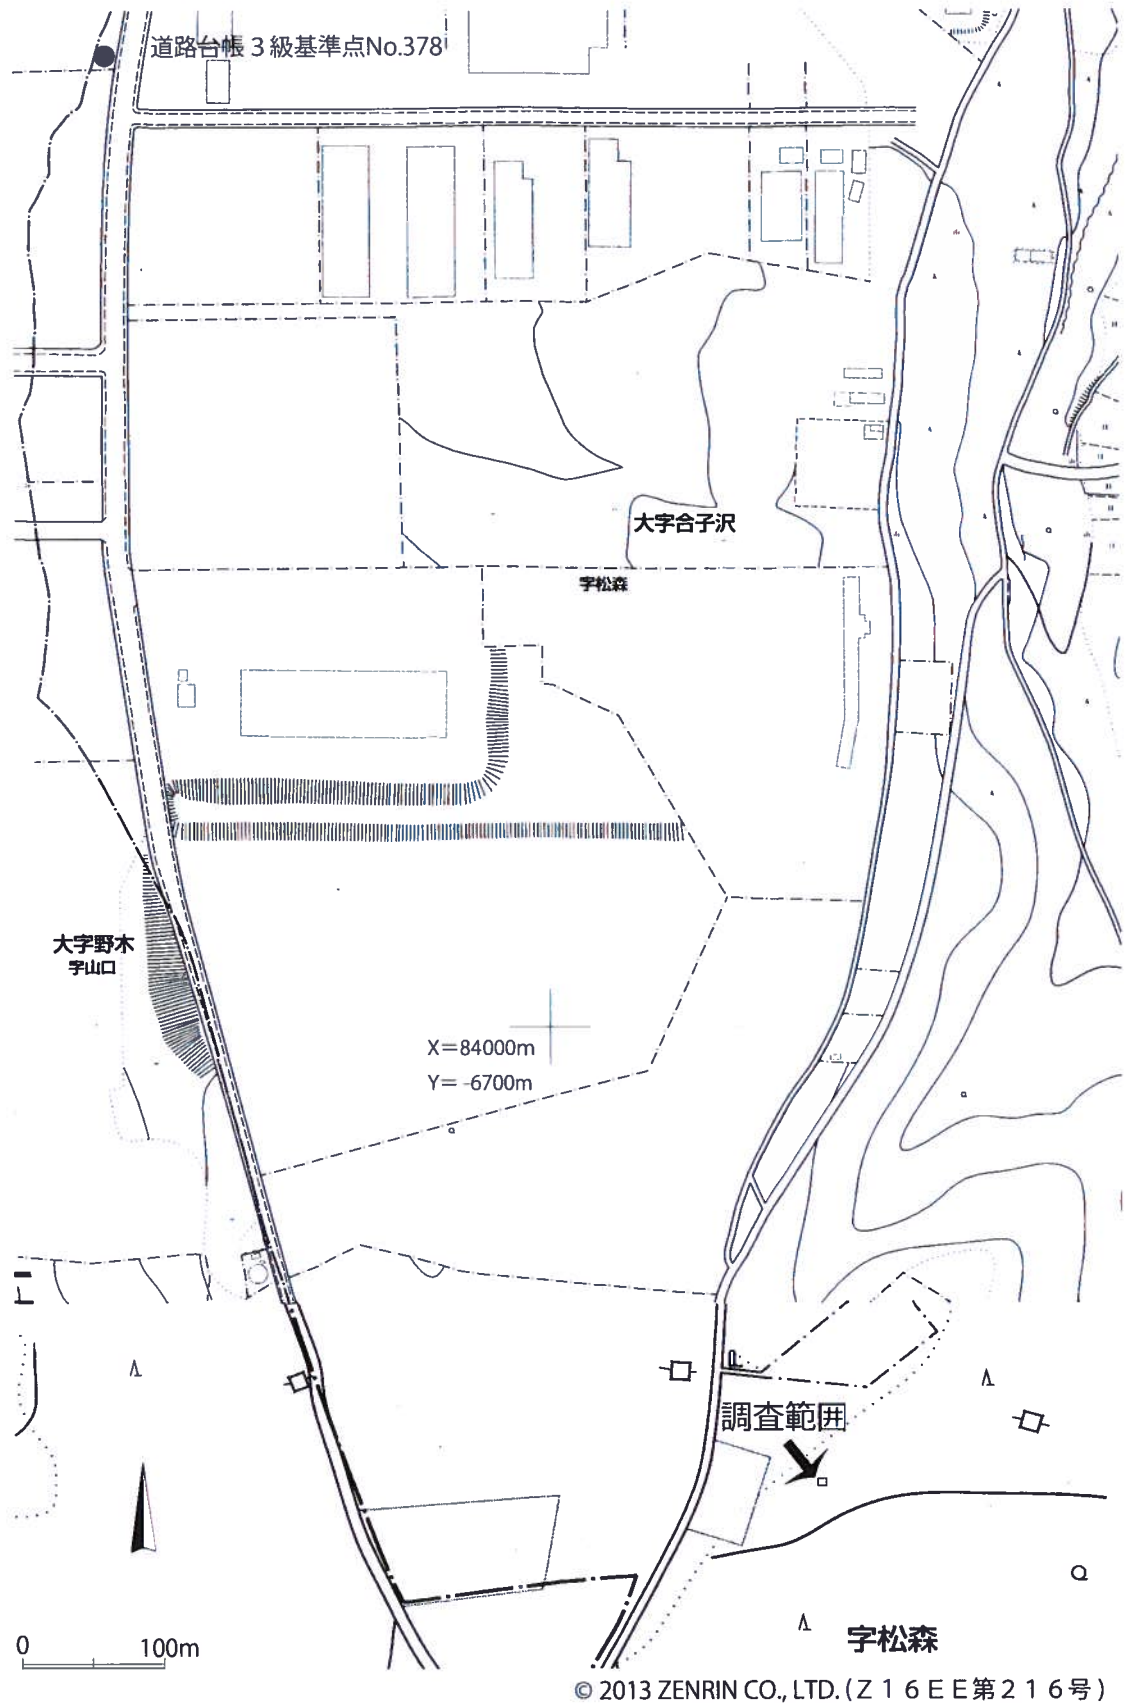 道路台帳３級基準点No.378
大字合子沢
字松森
大字野木
字山口
X＝84000m
Y＝ -6700m
調査範囲
0 100m
字松森
© 2013 ZENRIN CO., LTD. (Ｚ１６ＥＥ第２１６号)